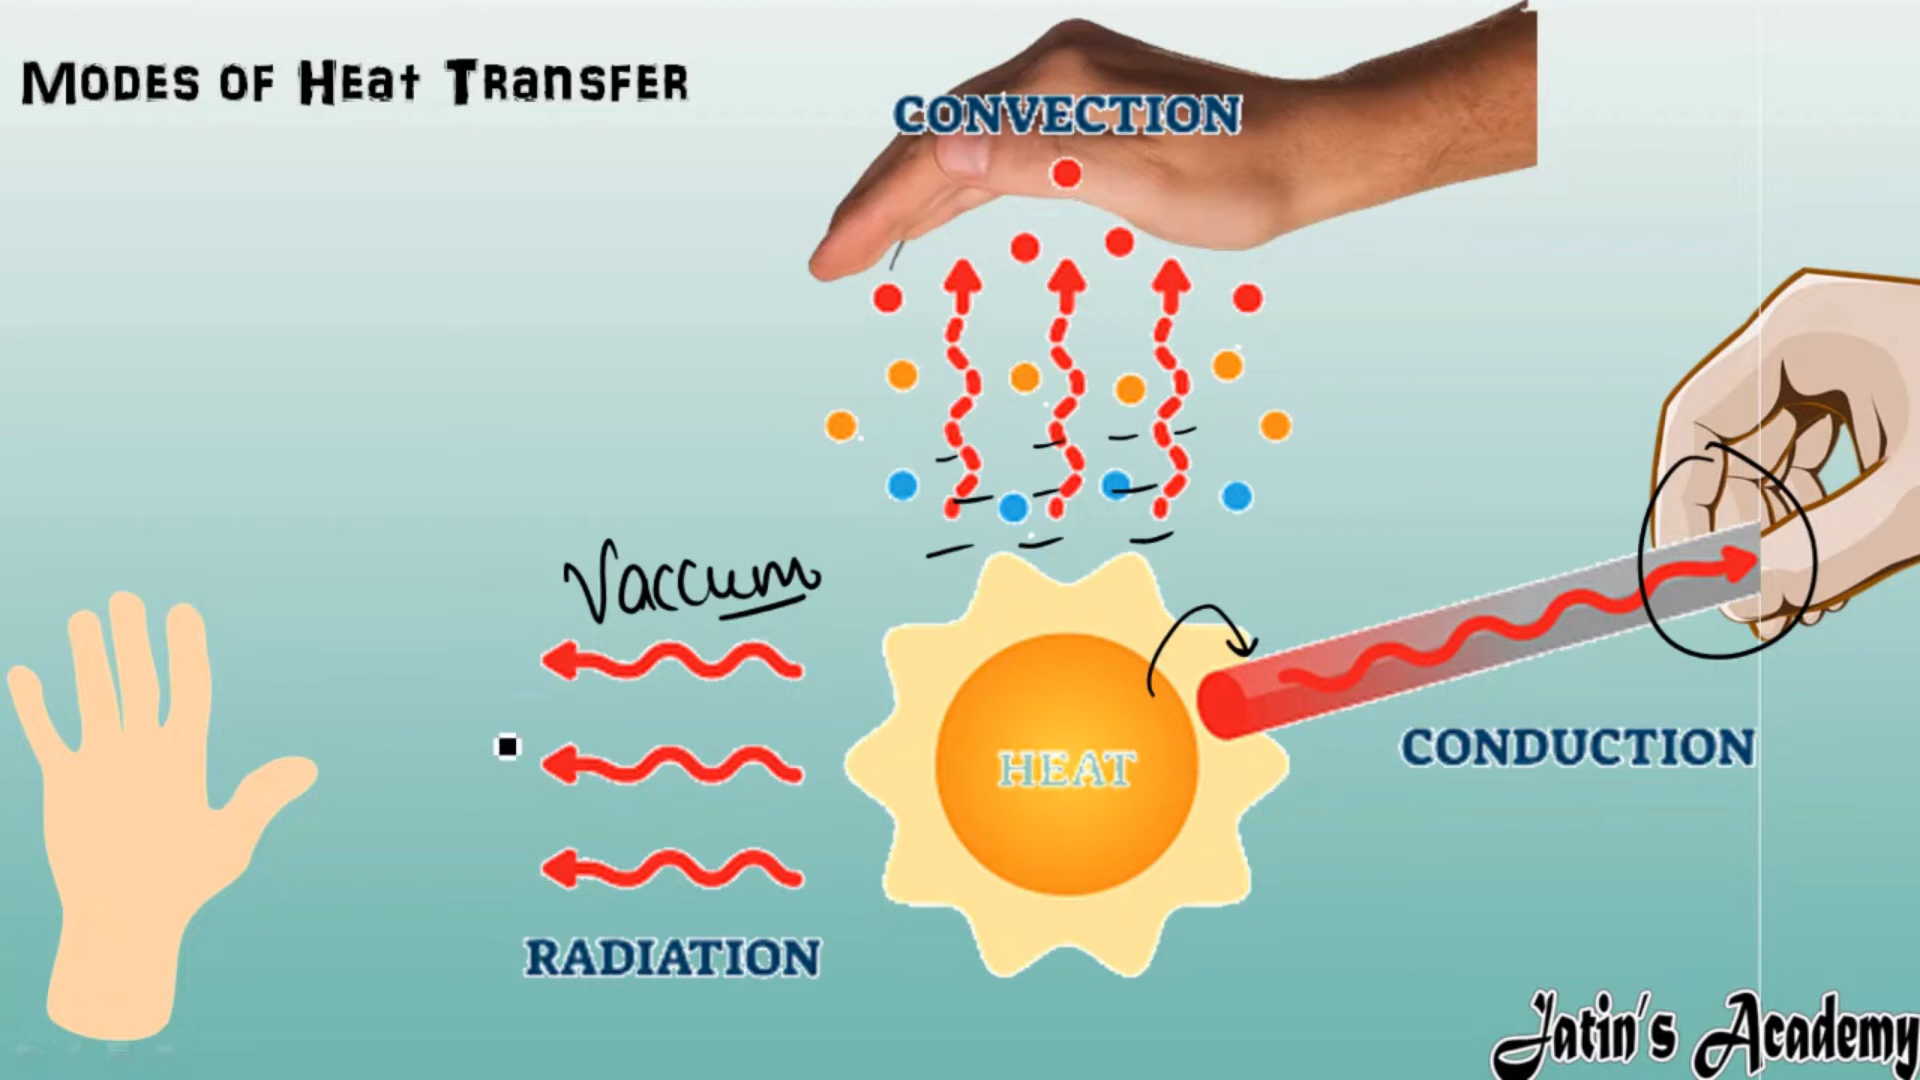 MODES OF HEAT TRANSFER
CONVECTION
Vaccum
HEAT
CONDUCTION
RADIATION
Jatin's Academy